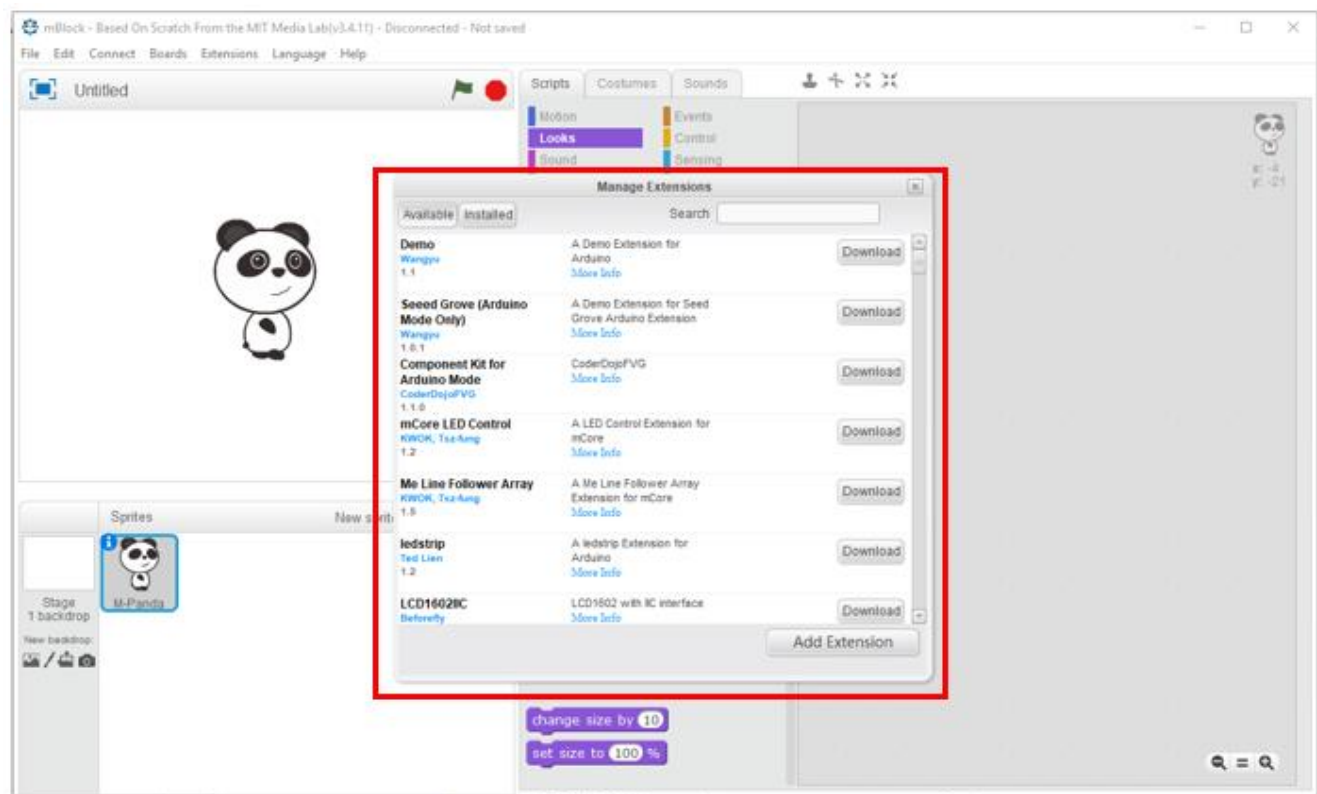 mBlock - Based On Scratch From the MIT Media Lab(v3.4.11) - Disconnected - Not saved
File Edit Connect Boards Extensions Language Help
Untitled
Scripts Costumes Sounds
Motion Events
Looks Control
Sound Sensing
Manage Extensions
Available Installed Search
Demo A Demo Extension for Download
Wangyu Arduino
1.1 More Info
Seeed Grove (Arduino A Demo Extension for Seed Download
Mode Only) Grove Arduino Extension
Wangyu More Info
1.0.1
Component Kit for CoderDojoFVG Download
Arduino Mode More Info
CoderDojoFVG
1.1.0
mCore LED Control A LED Control Extension for Download
KWOK, Tsz-fung mCore
1.2 More Info
Me Line Follower Array A Me Line Follower Array Download
KWOK, Tsz-fung Extension for mCore
1.5 More Info
ledstrip A ledstrip Extension for Download
Ted Lien Arduino
1.2 More Info
LCD1602IIC LCD1602 with IIC interface Download
Beforefly More Info
Add Extension
Sprites New sprit
M-Panda
Stage
1 backdrop
New backdrop:
change size by 10
set size to 100 %